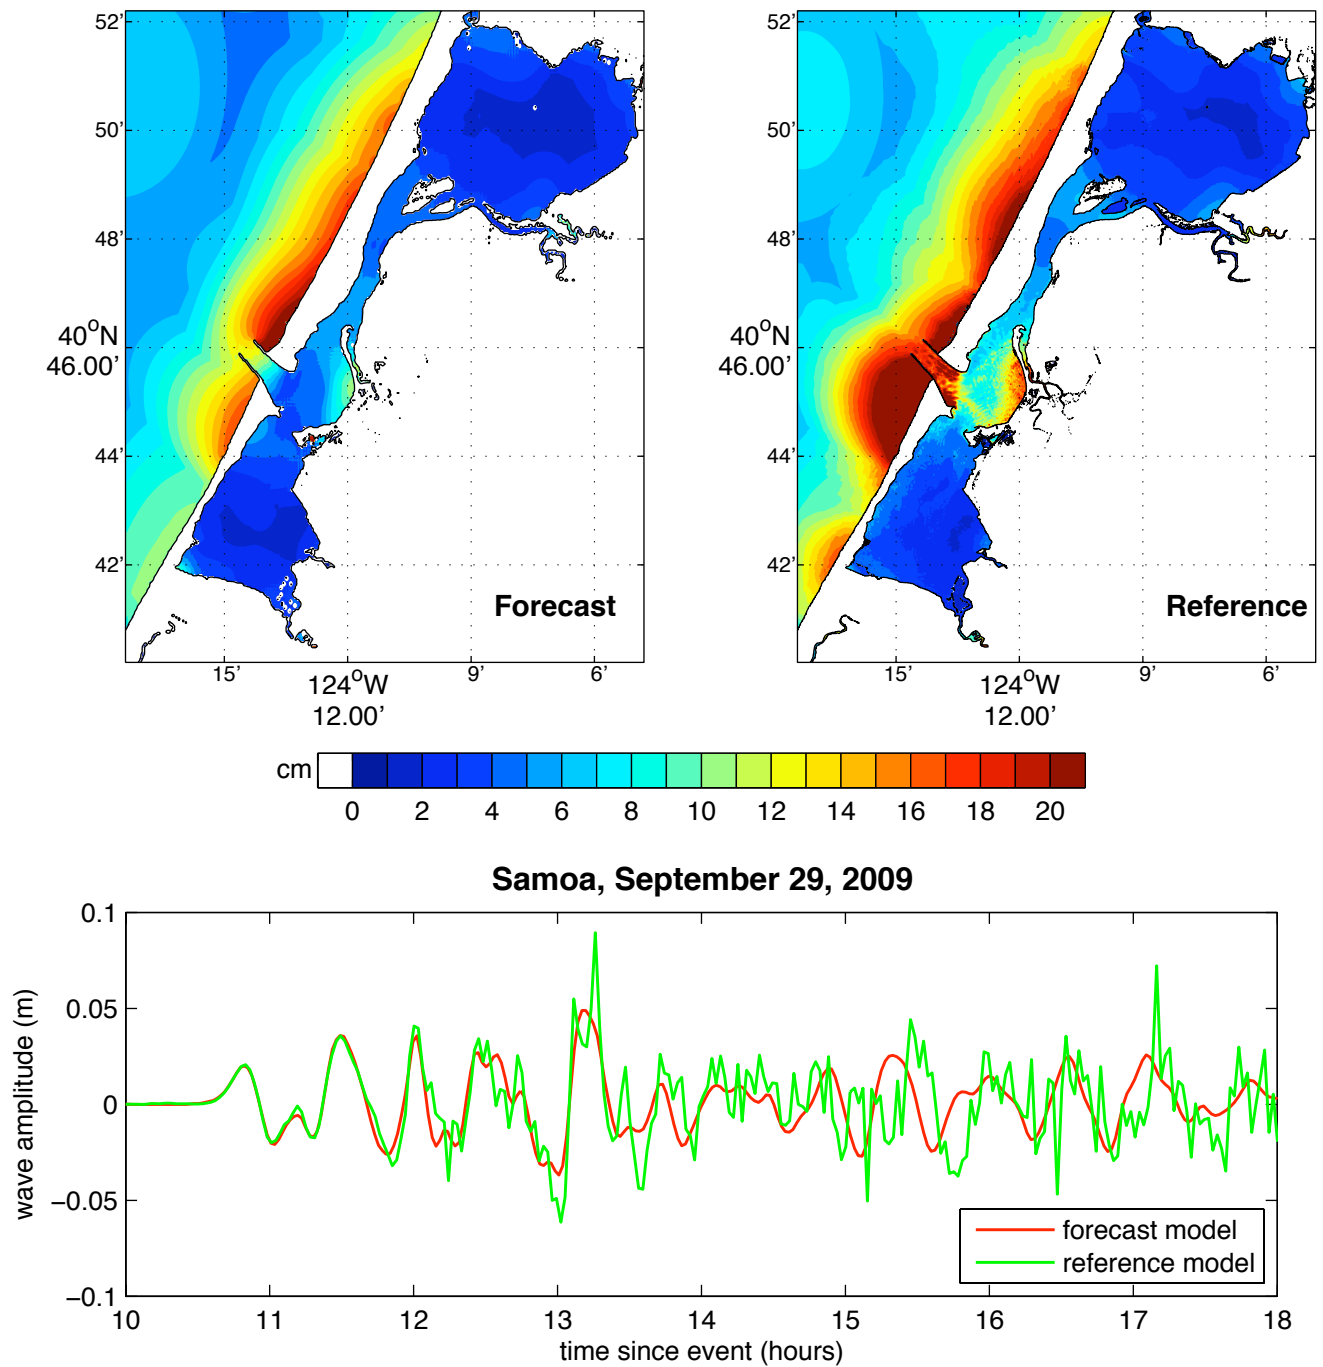 52’
50’
48’
40°N
46.00’
44’
42’
Forecast
15’
124°W
12.00’
9’
6’
52’
50’
48’
40°N
46.00’
44’
42’
Reference
15’
124°W
12.00’
9’
6’
cm
0 2 4 6 8 10 12 14 16 18 20
Samoa, September 29, 2009
wave amplitude (m)
0.1
0.05
0
−0.05
−0.1
forecast model
reference model
10 11 12 13 14 15 16 17 18
time since event (hours)